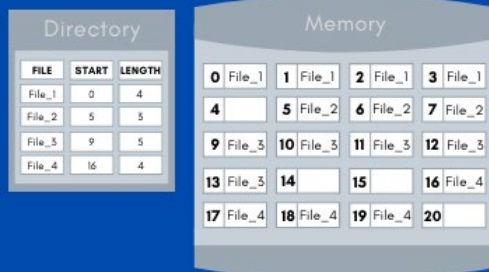 Directory
FILE START LENGTH
File_1 0 4
File_2 5 3
File_3 9 5
File_4 16 4
Memory
0 File_1 1 File_1 2 File_1 3 File_1
4 5 File_2 6 File_2 7 File_2
9 File_3 10 File_3 11 File_3 12 File_3
13 File_3 14 15 16 File_4
17 File_4 18 File_4 19 File_4 20